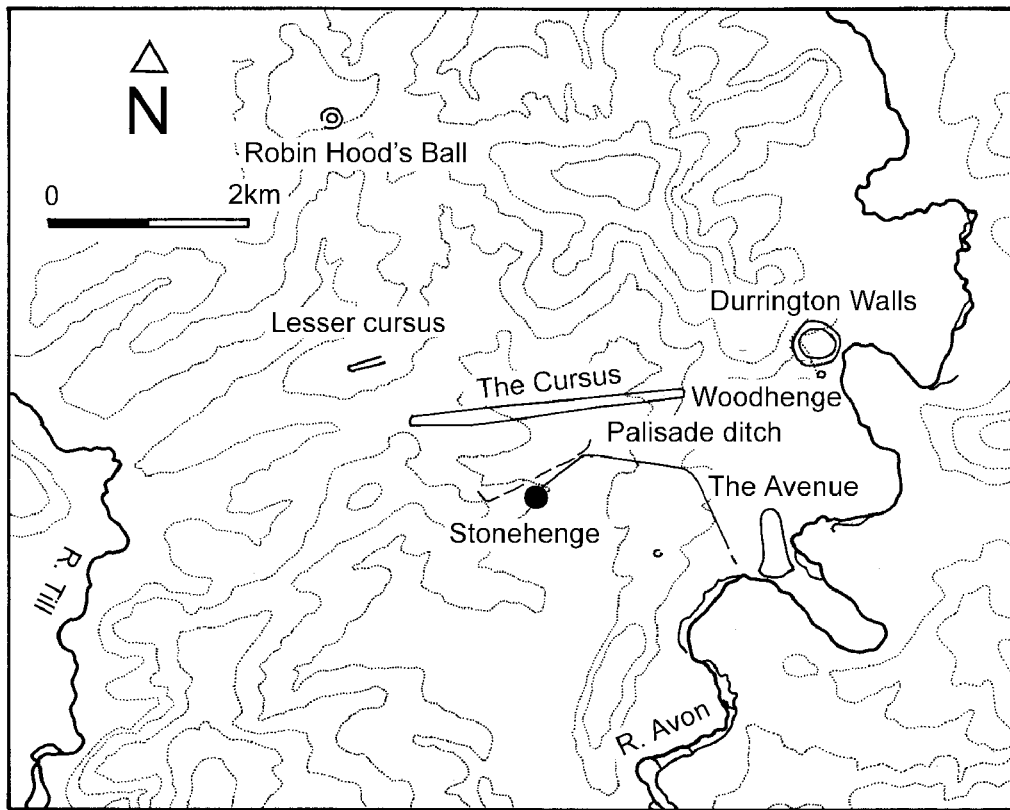 N
Robin Hood's Ball
0 2km
Durrington Walls
Lesser cursus
The Cursus
Woodhenge
Palisade ditch
The Avenue
Stonehenge
R. Till
R. Avon